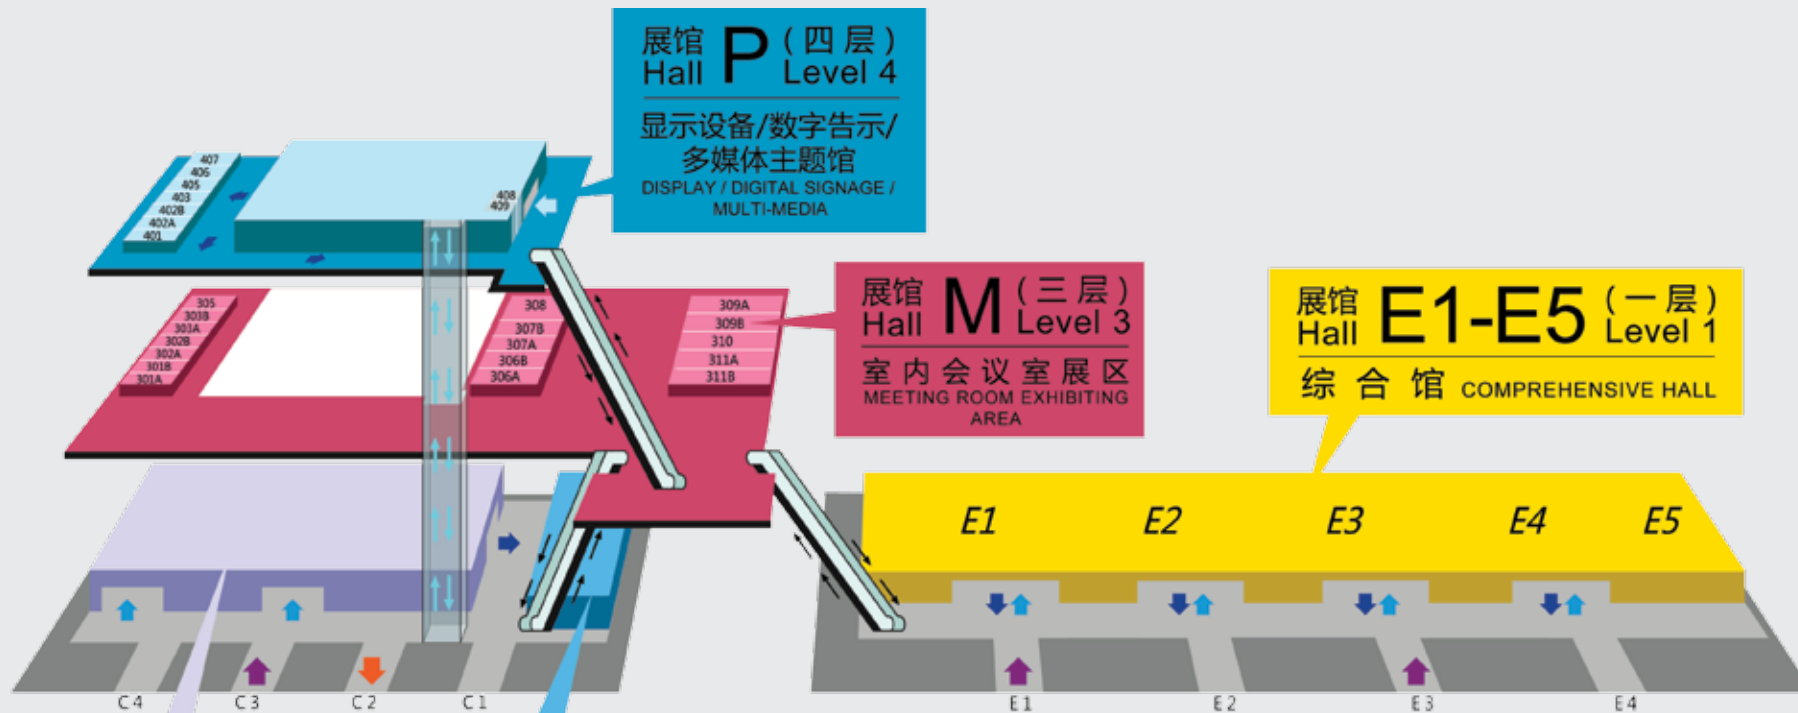 展馆 P (四层)
Hall Level 4
显示设备/数字告示/
多媒体主题馆
DISPLAY / DIGITAL SIGNAGE /
MULTI-MEDIA
407
406
405
403
402B
402A
401
408
409
展馆 M (三层)
Hall Level 3
室内会议室展区
MEETING ROOM EXHIBITING
AREA
305
303B
303A
302B
302A
301B
301A
308
307B
307A
306B
306A
309A
309B
310
311A
311B
展馆 E1-E5 (一层)
Hall Level 1
综合馆 COMPREHENSIVE HALL
E1 E2 E3 E4 E5
C4 C3 C2 C1 E1 E2 E3 E4